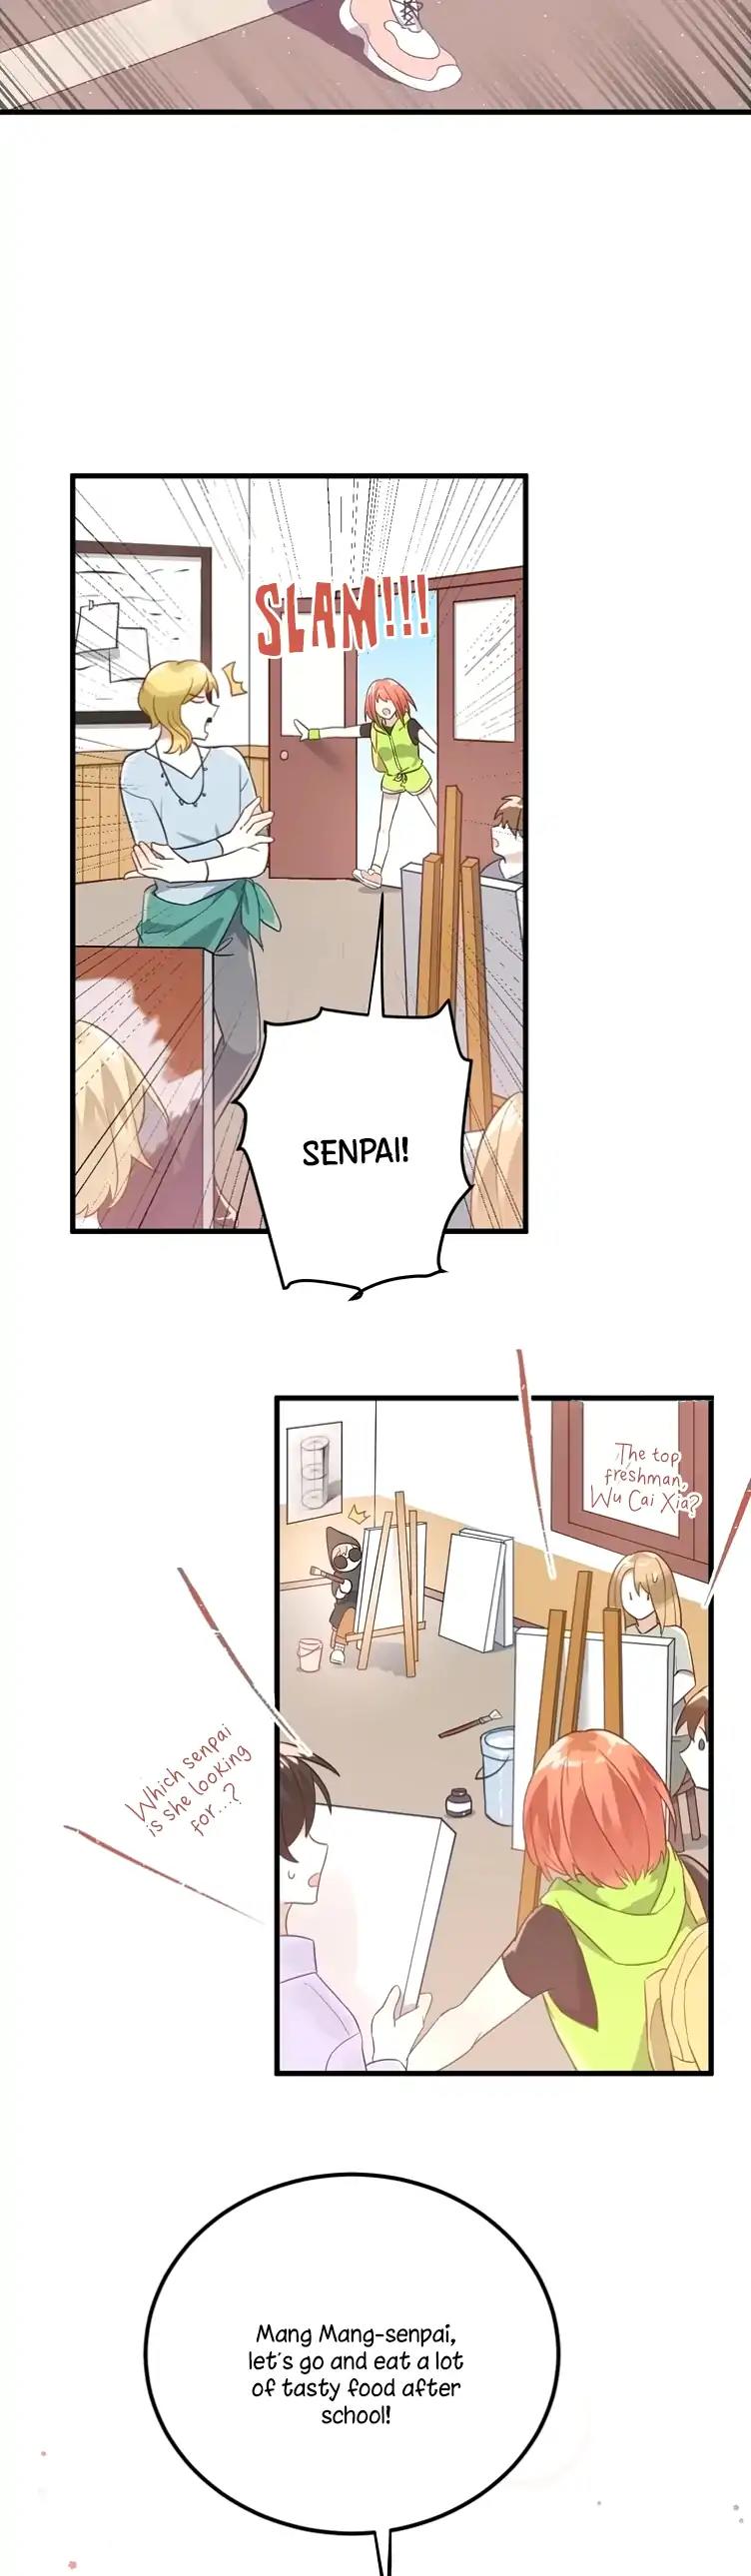 SLAM!!!
SENPAI!
The top
freshman,
Wu Cai Xia?
Which senpai
is she looking
for...?
Mang Mang-senpai,
let's go and eat a lot
of tasty food after
school!